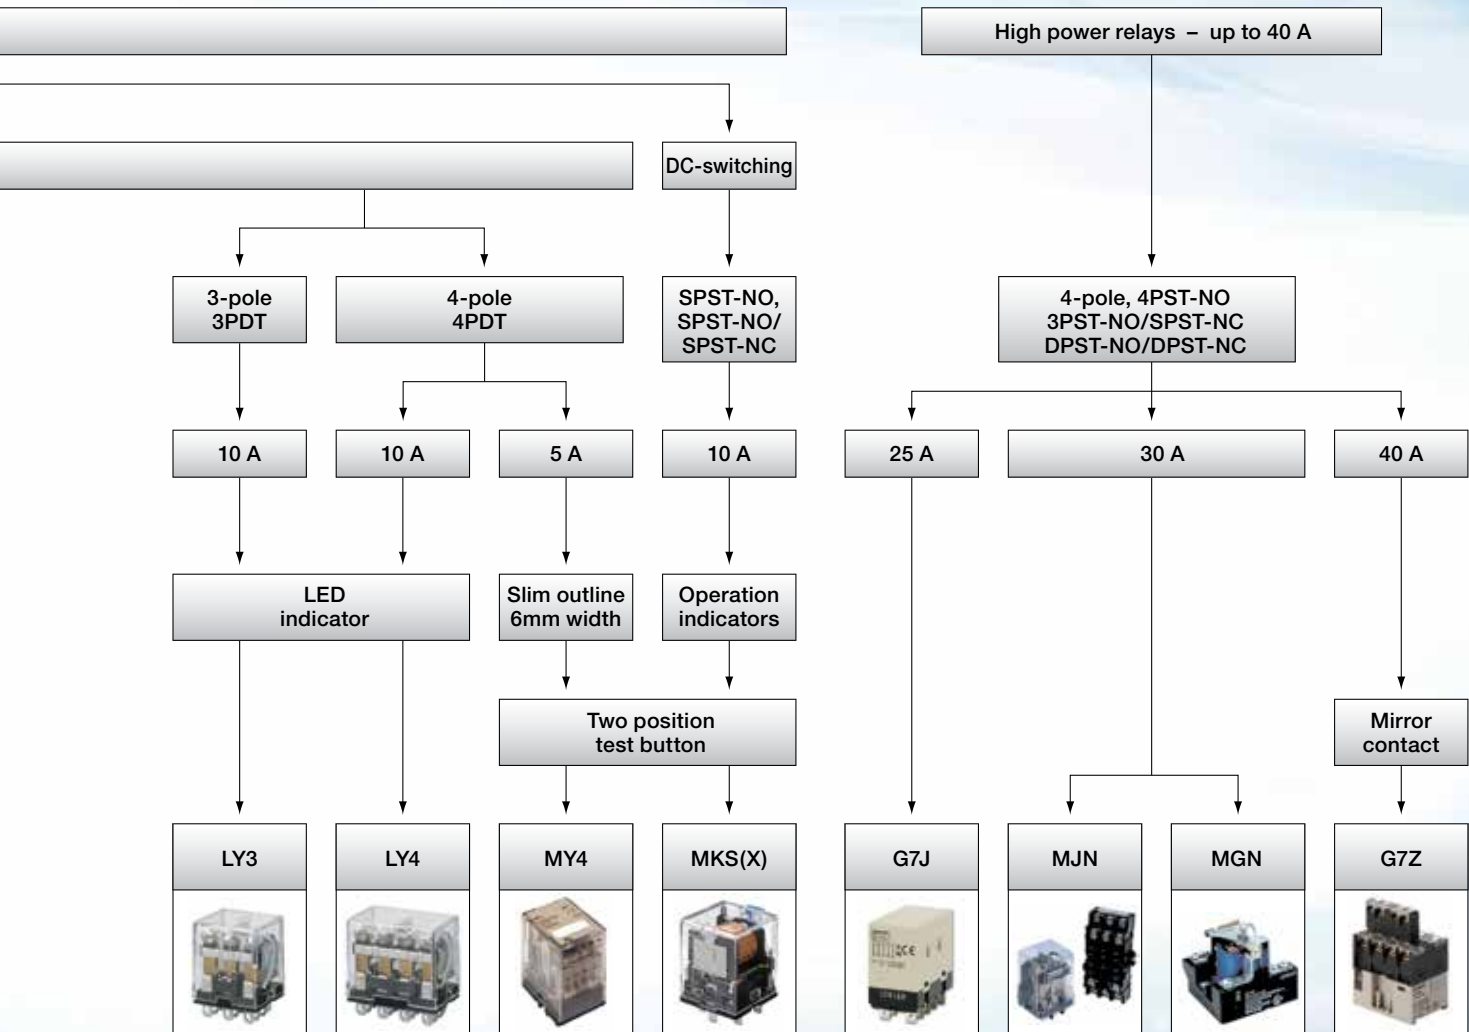 High power relays – up to 40 A
DC-switching
3-pole
3PDT
4-pole
4PDT
SPST-NO,
SPST-NO/
SPST-NC
4-pole, 4PST-NO
3PST-NO/SPST-NC
DPST-NO/DPST-NC
10 A
10 A
5 A
10 A
25 A
30 A
40 A
LED
indicator
Slim outline
6mm width
Operation
indicators
Two position
test button
Mirror
contact
LY3
LY4
MY4
MKS(X)
G7J
MJN
MGN
G7Z